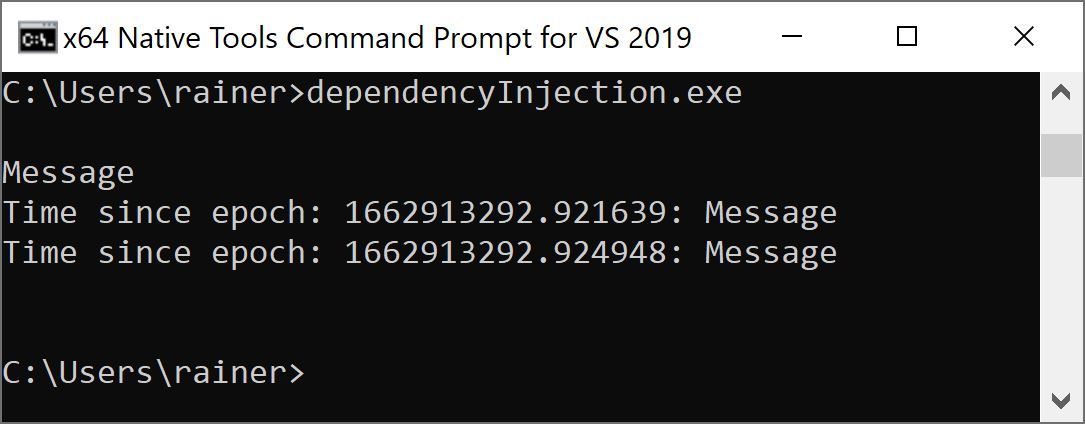 x64 Native Tools Command Prompt for VS 2019
C:\Users\rainer>dependencyInjection.exe
Message
Time since epoch: 1662913292.921639: Message
Time since epoch: 1662913292.924948: Message
C:\Users\rainer>